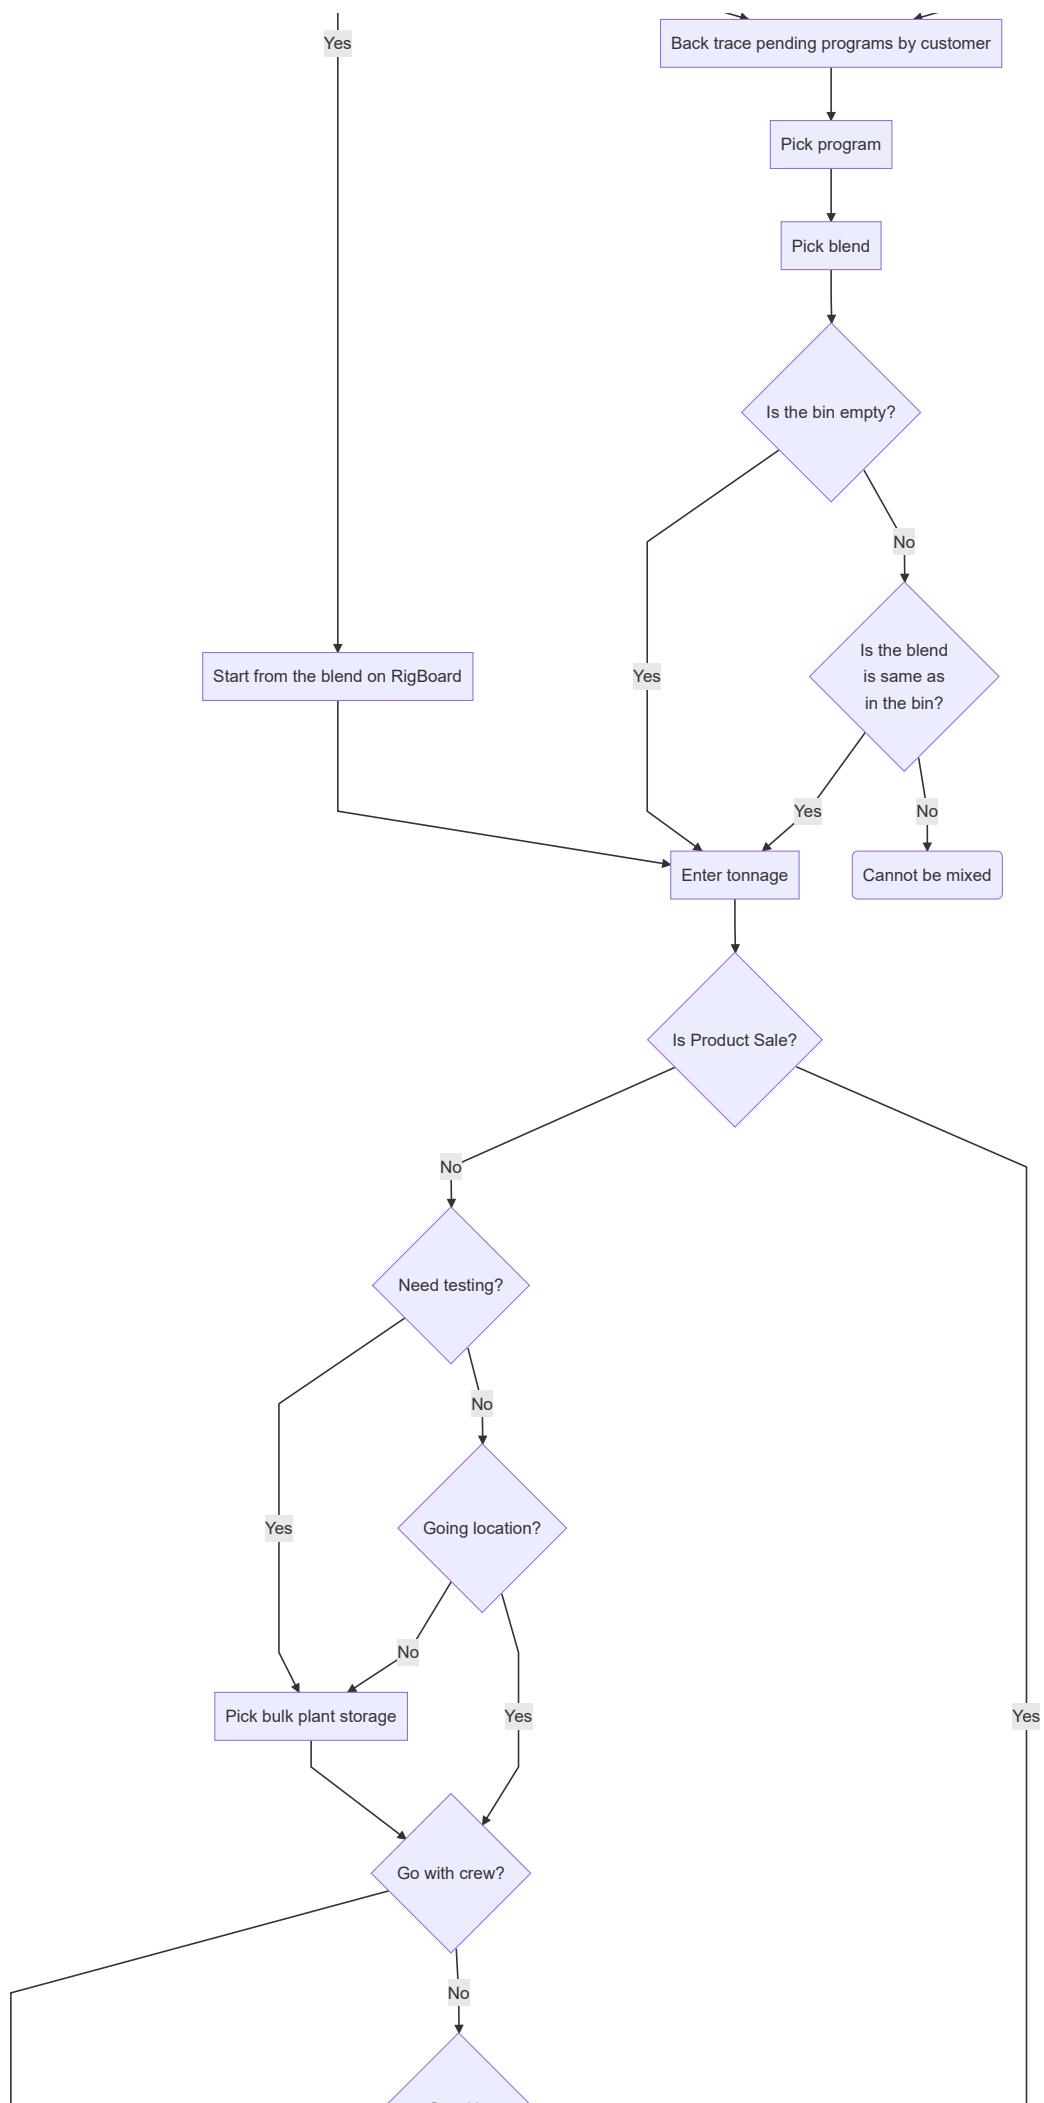 Yes
Back trace pending programs by customer
Pick program
Pick blend
Is the bin empty?
No
Is the blend
is same as
in the bin?
Start from the blend on RigBoard
Yes
Yes
No
Enter tonnage
Cannot be mixed
Is Product Sale?
No
Need testing?
No
Yes
Going location?
No
Pick bulk plant storage
Yes
Yes
Go with crew?
No